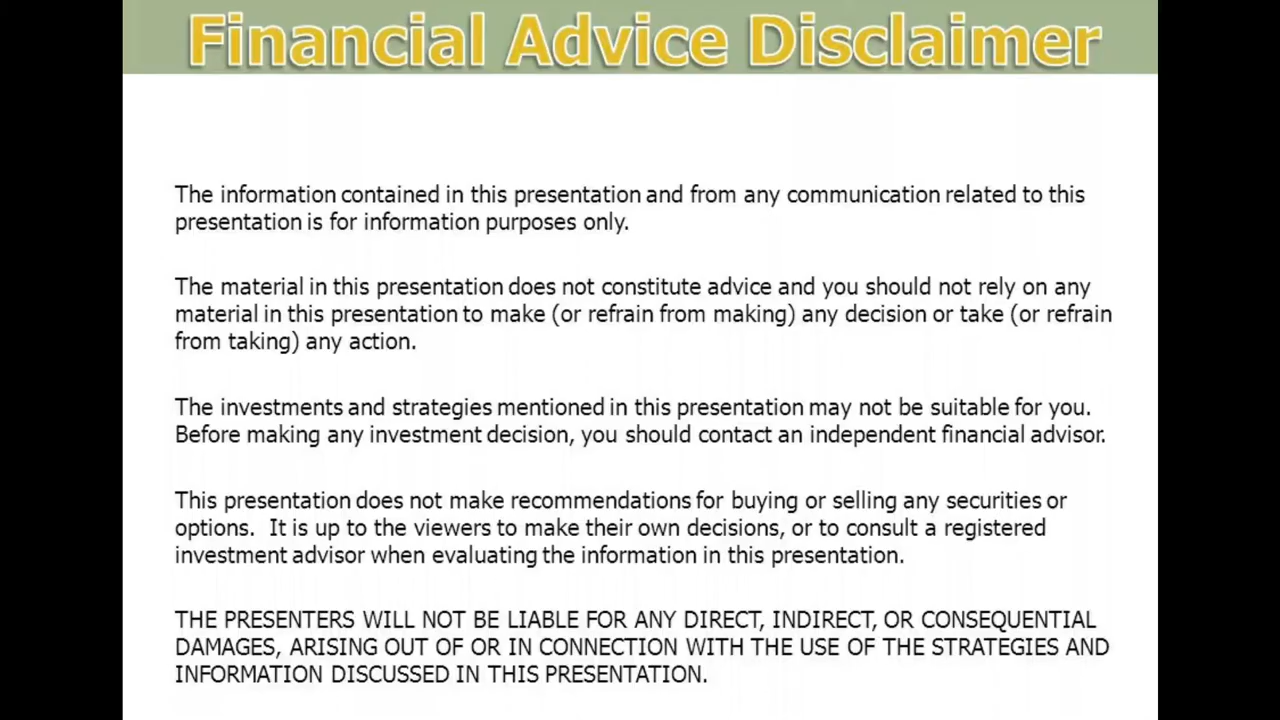 Financial Advice Disclaimer
The information contained in this presentation and from any communication related to this
presentation is for information purposes only.
The material in this presentation does not constitute advice and you should not rely on any
material in this presentation to make (or refrain from making) any decision or take (or refrain
from taking) any action.
The investments and strategies mentioned in this presentation may not be suitable for you.
Before making any investment decision, you should contact an independent financial advisor.
This presentation does not make recommendations for buying or selling any securities or
options.  It is up to the viewers to make their own decisions, or to consult a registered
investment advisor when evaluating the information in this presentation.
THE PRESENTERS WILL NOT BE LIABLE FOR ANY DIRECT, INDIRECT, OR CONSEQUENTIAL
DAMAGES, ARISING OUT OF OR IN CONNECTION WITH THE USE OF THE STRATEGIES AND
INFORMATION DISCUSSED IN THIS PRESENTATION.